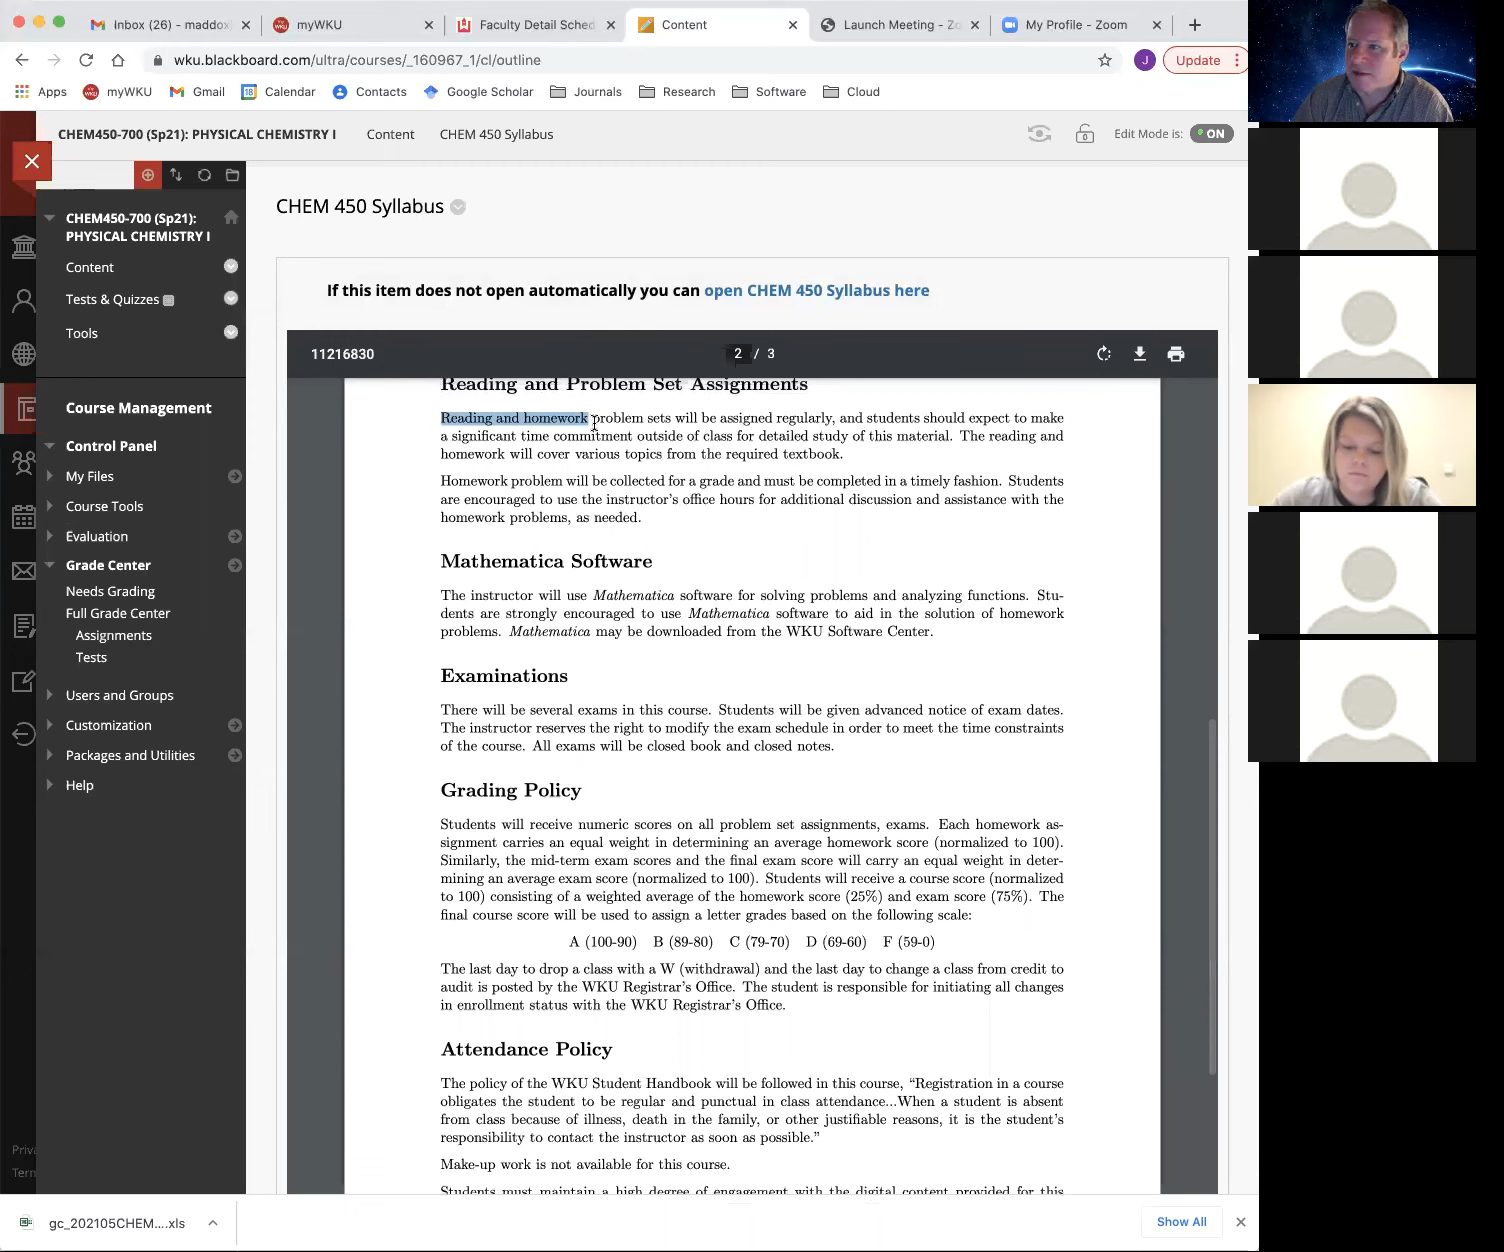 Inbox (26) - maddox
myWKU
Faculty Detail Sched
Content
Launch Meeting - Zo
My Profile - Zoom
wku.blackboard.com/ultra/courses/_160967_1/cl/outline
J
Update
Apps
myWKU
Gmail
18
Calendar
Contacts
Google Scholar
Journals
Research
Software
Cloud
CHEM450-700 (Sp21): PHYSICAL CHEMISTRY I
Content
CHEM 450 Syllabus
Edit Mode is:
ON
CHEM450-700 (Sp21):
PHYSICAL CHEMISTRY I
Content
Tests & Quizzes
Tools
Course Management
Control Panel
My Files
Course Tools
Evaluation
Grade Center
Needs Grading
Full Grade Center
Assignments
Tests
Users and Groups
Customization
Packages and Utilities
Help
Priva
Term
CHEM 450 Syllabus
If this item does not open automatically you can open CHEM 450 Syllabus here
11216830
2 / 3
Reading and Problem Set Assignments
Reading and homework problem sets will be assigned regularly, and students should expect to make
a significant time commitment outside of class for detailed study of this material. The reading and
homework will cover various topics from the required textbook.
Homework problem will be collected for a grade and must be completed in a timely fashion. Students
are encouraged to use the instructor's office hours for additional discussion and assistance with the
homework problems, as needed.
Mathematica Software
The instructor will use Mathematica software for solving problems and analyzing functions. Stu-
dents are strongly encouraged to use Mathematica software to aid in the solution of homework
problems. Mathematica may be downloaded from the WKU Software Center.
Examinations
There will be several exams in this course. Students will be given advanced notice of exam dates.
The instructor reserves the right to modify the exam schedule in order to meet the time constraints
of the course. All exams will be closed book and closed notes.
Grading Policy
Students will receive numeric scores on all problem set assignments, exams. Each homework as-
signment carries an equal weight in determining an average homework score (normalized to 100).
Similarly, the mid-term exam scores and the final exam score will carry an equal weight in deter-
mining an average exam score (normalized to 100). Students will receive a course score (normalized
to 100) consisting of a weighted average of the homework score (25%) and exam score (75%). The
final course score will be used to assign a letter grades based on the following scale:
A (100-90) B (89-80) C (79-70) D (69-60) F (59-0)
The last day to drop a class with a W (withdrawal) and the last day to change a class from credit to
audit is posted by the WKU Registrar's Office. The student is responsible for initiating all changes
in enrollment status with the WKU Registrar's Office.
Attendance Policy
The policy of the WKU Student Handbook will be followed in this course, “Registration in a course
obligates the student to be regular and punctual in class attendance...When a student is absent
from class because of illness, death in the family, or other justifiable reasons, it is the student's
responsibility to contact the instructor as soon as possible.”
Make-up work is not available for this course.
Students must maintain a high degree of engagement with the digital content provided for this
gc_202105CHEM....xls
Show All